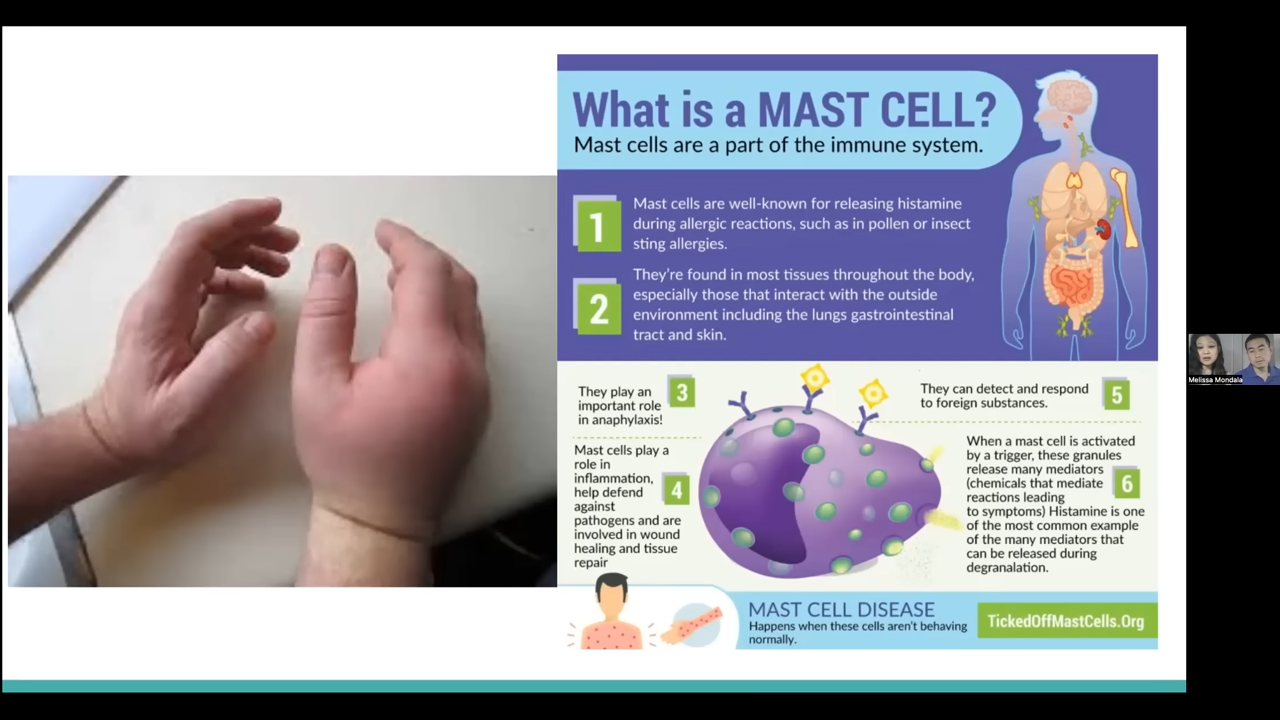 What is a MAST CELL?
Mast cells are a part of the immune system.
1
Mast cells are well-known for releasing histamine
during allergic reactions, such as in pollen or insect
sting allergies.
2
They're found in most tissues throughout the body,
especially those that interact with the outside
environment including the lungs gastrointestinal
tract and skin.
They play an
important role
in anaphylaxis!
3
Mast cells play a
role in
inflammation,
help defend
against
pathogens and are
involved in wound
healing and tissue
repair
4
They can detect and respond
to foreign substances.
5
When a mast cell is activated
by a trigger, these granules
release many mediators
(chemicals that mediate
reactions leading
to symptoms) Histamine is one
of the most common example
of the many mediators that
can be released during
degranalation.
6
MAST CELL DISEASE
Happens when these cells aren't behaving
normally.
TickedOffMastCells.Org
Melissa Mondala